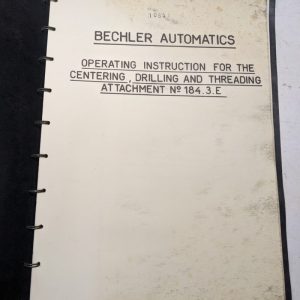 BECHLER AUTOMATICS
OPERATING INSTRUCTION FOR THE
CENTERING, DRILLING AND THREADING
ATTACHMENT Nº 184.3.E